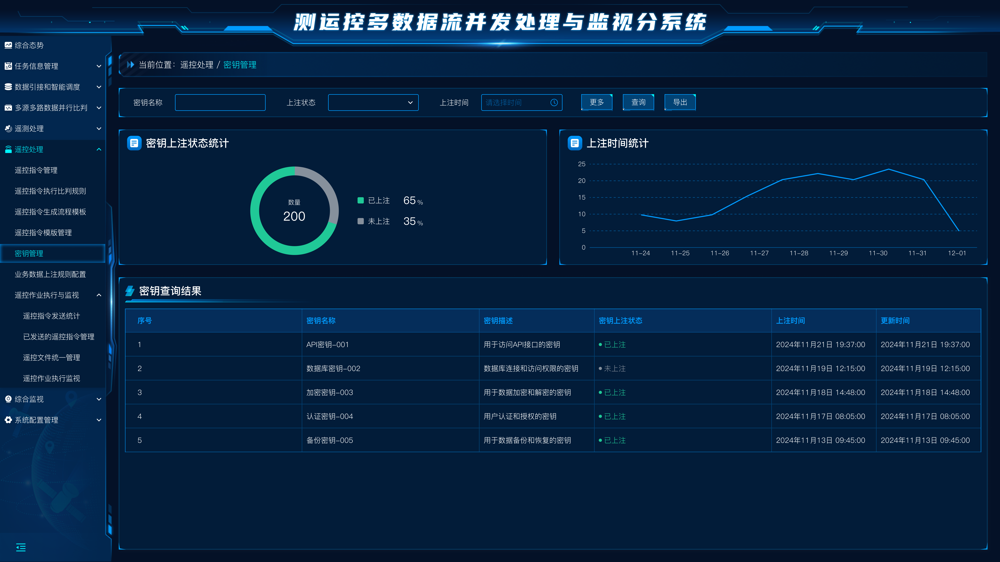 测运控多数据流并发处理与监视分系统
综合态势
任务信息管理
数据引接和智能调度
多源多路数据并行比判
遥测处理
遥控处理
遥控指令管理
遥控指令执行比判规则
遥控指令生成流程模板
遥控指令模版管理
密钥管理
业务数据上注规则配置
遥控作业执行与监视
遥控指令发送统计
已发送的遥控指令管理
遥控文件统一管理
遥控作业执行监视
综合监视
系统配置管理
当前位置：遥控处理 / 密钥管理
密钥名称 上注状态 上注时间 请选择时间 更多 查询 导出
密钥上注状态统计
数量
200
已上注 65 %
未上注 35 %
上注时间统计
25
20
15
10
5
0
11-24 11-25 11-26 11-27 11-28 11-29 11-30 11-31 12-01
密钥查询结果
序号 密钥名称 密钥描述 密钥上注状态 上注时间 更新时间
1 API密钥-001 用于访问API接口的密钥 已上注 2024年11月21日 19:37:00 2024年11月21日 19:37:00
2 数据库密钥-002 数据库连接和访问权限的密钥 未上注 2024年11月19日 12:15:00 2024年11月19日 12:15:00
3 加密密钥-003 用于数据加密和解密的密钥 已上注 2024年11月18日 14:48:00 2024年11月18日 14:48:00
4 认证密钥-004 用户认证和授权的密钥 已上注 2024年11月17日 08:05:00 2024年11月17日 08:05:00
5 备份密钥-005 用于数据备份和恢复的密钥 已上注 2024年11月13日 09:45:00 2024年11月13日 09:45:00